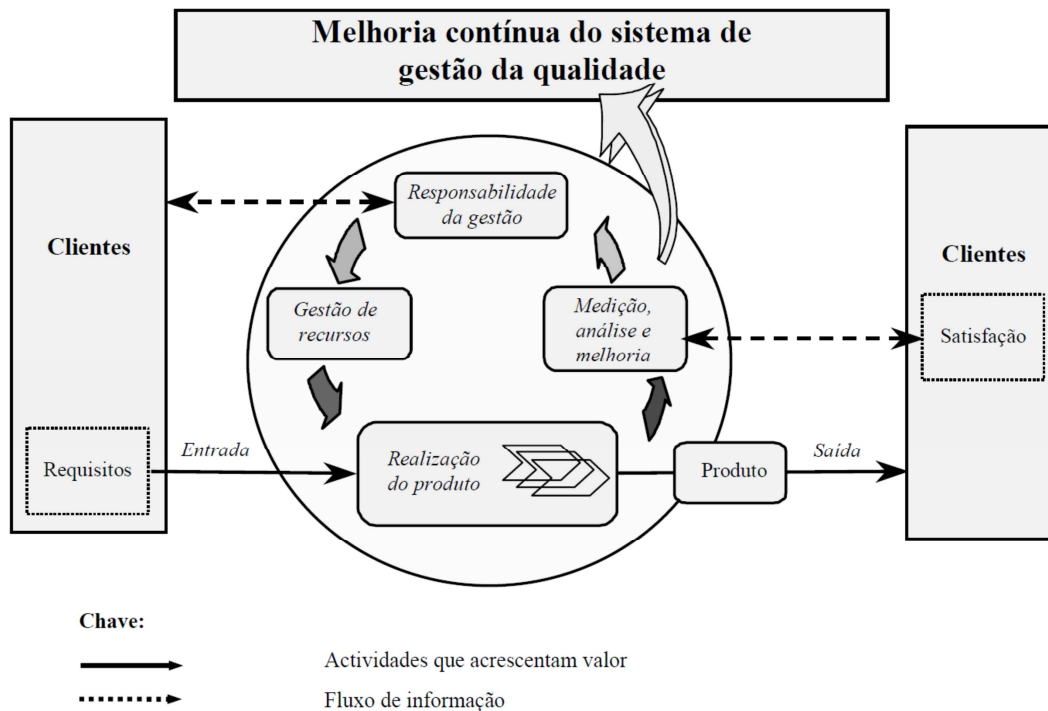 Melhoria contínua do sistema de
gestão da qualidade
Clientes
Requisitos
Entrada
Responsabilidade
da gestão
Gestão de
recursos
Medição,
análise e
melhoria
Realização
do produto
Produto
Saída
Clientes
Satisfação
Chave:
Actividades que acrescentam valor
Fluxo de informação